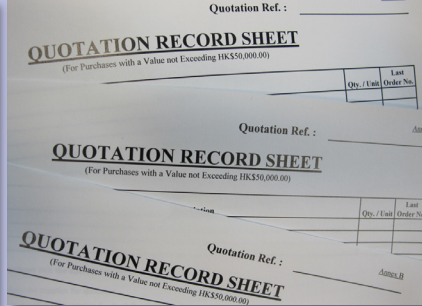 Quotation Ref. :
QUOTATION RECORD SHEET
(For Purchases with a Value not Exceeding HK$50,000.00)
Qty. / Unit
Last
Order No.
Quotation Ref. :
QUOTATION RECORD SHEET
(For Purchases with a Value not Exceeding HK$50,000.00)
Qty. / Unit
Last
Order
Quotation Ref. :
Annex B
QUOTATION RECORD SHEET
(For Purchases with a Value not Exceeding HK$50,000.00)